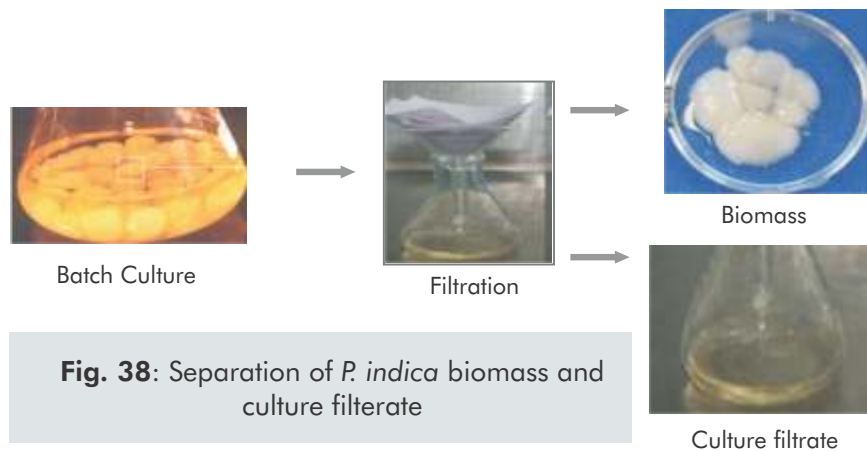 Batch Culture
Filtration
Biomass
Culture filtrate
Fig. 38: Separation of P. indica biomass and
culture filterate